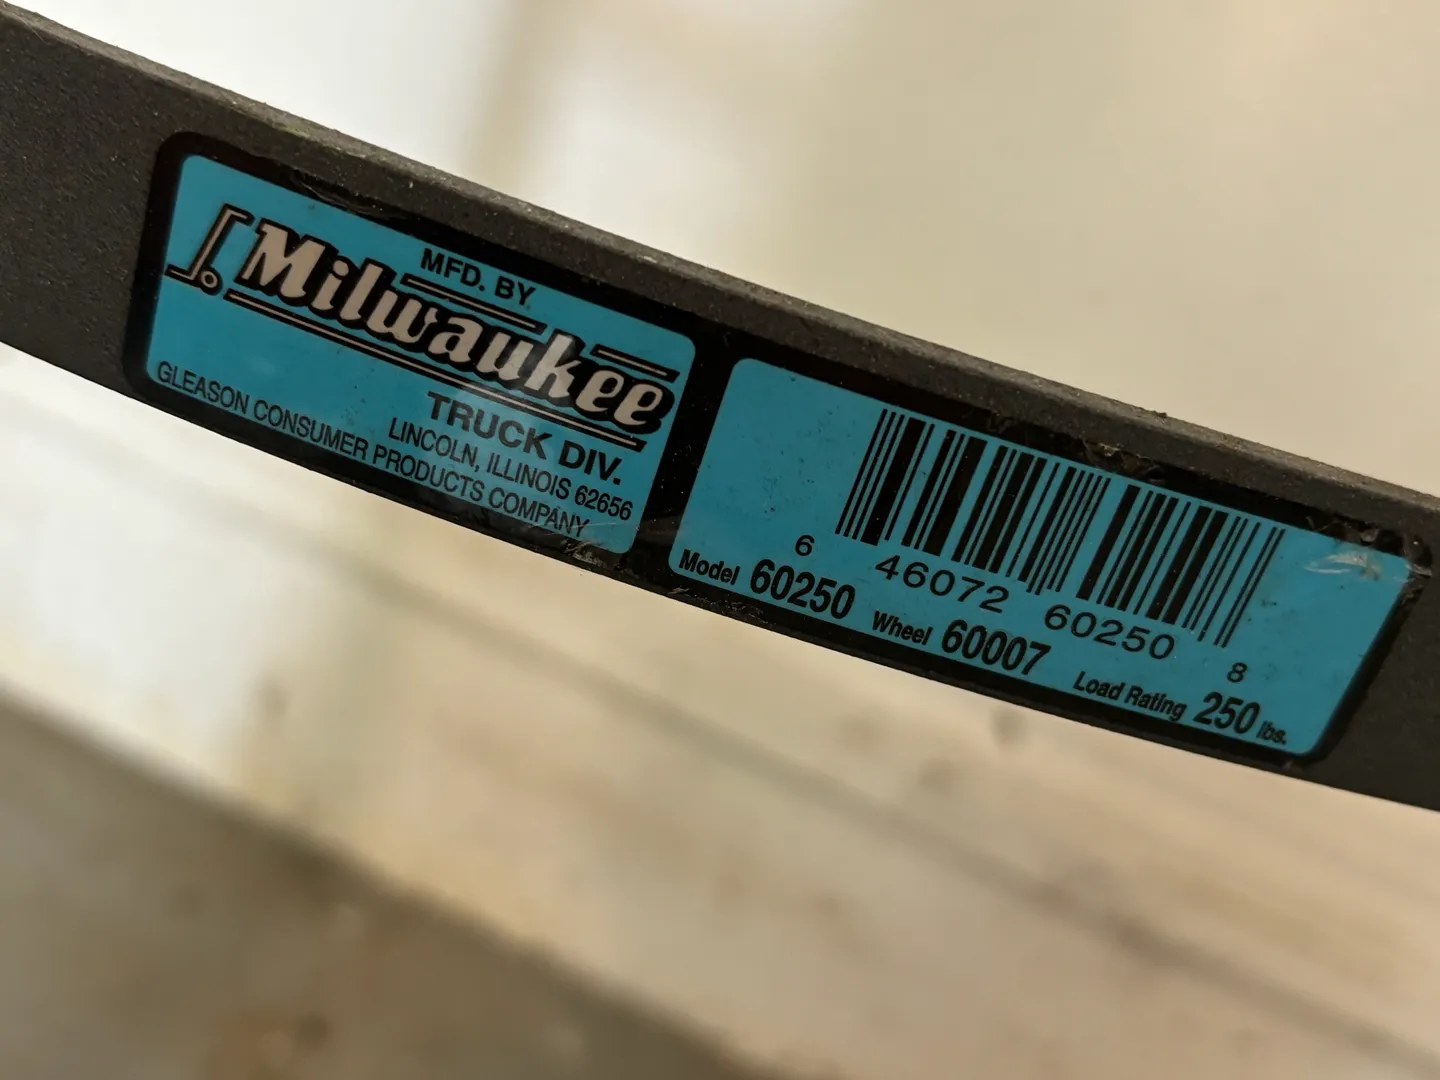 MFD. BY
Milwaukee
TRUCK DIV.
LINCOLN, ILLINOIS 62656
GLEASON CONSUMER PRODUCTS COMPANY
6 46072 60250 8
Model 60250 Wheel 60007 Load Rating 250 lbs.